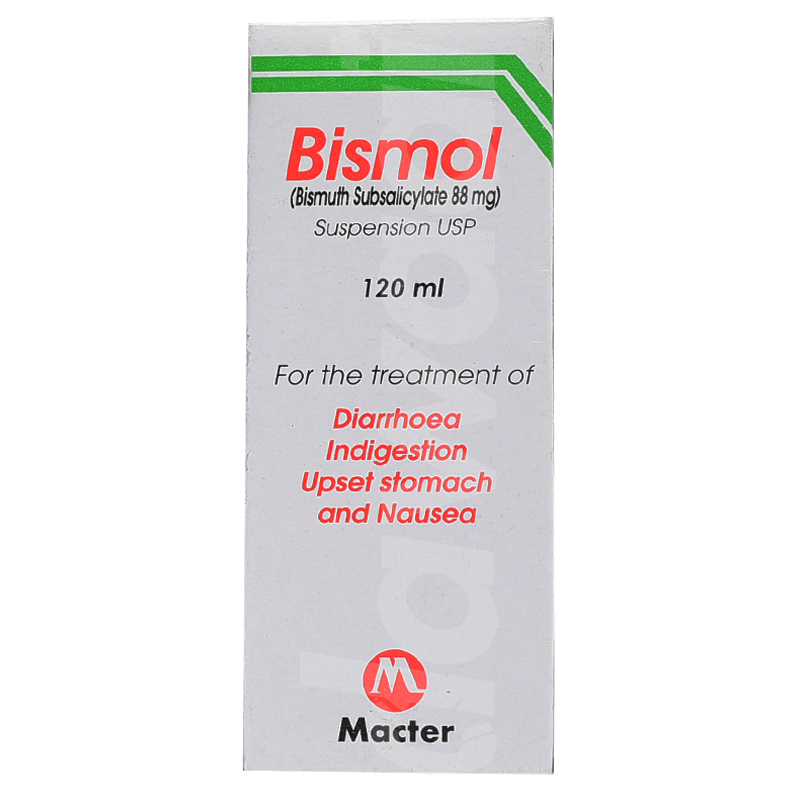 Bismol
(Bismuth Subsalicylate 88 mg)
Suspension USP
120 ml
For the treatment of
Diarrhoea
Indigestion
Upset stomach
and Nausea
M
Macter